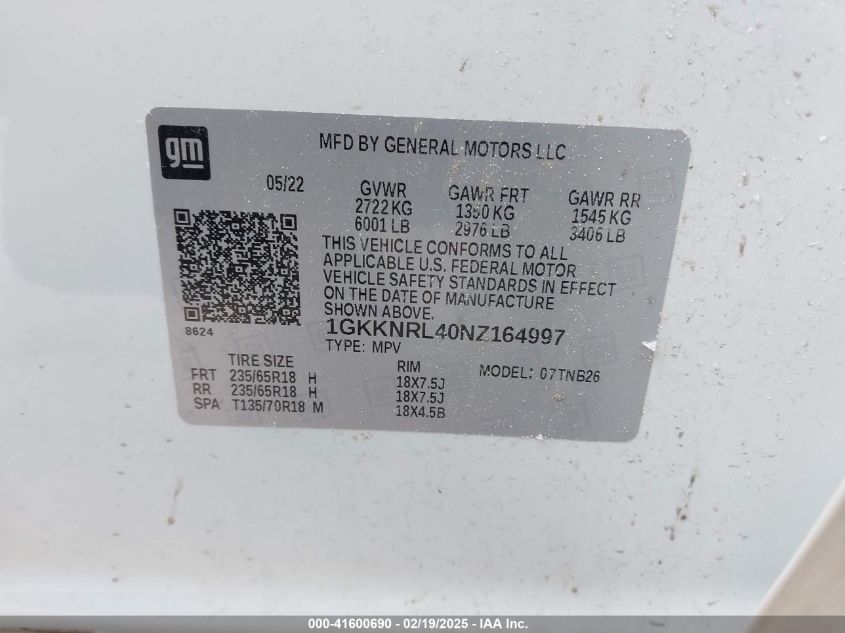 gm
MFD BY GENERAL MOTORS LLC
05/22 GVWR GAWR FRT GAWR RR
2722 KG 1350 KG 1545 KG
6001 LB 2976 LB 3406 LB
THIS VEHICLE CONFORMS TO ALL
APPLICABLE U.S. FEDERAL MOTOR
VEHICLE SAFETY STANDARDS IN EFFECT
ON THE DATE OF MANUFACTURE
SHOWN ABOVE.
8624
1GKKNRL40NZ164997
TYPE: MPV
TIRE SIZE RIM MODEL: 07TNB26
FRT 235/65R18 H 18X7.5J
RR 235/65R18 H 18X7.5J
SPA T135/70R18 M 18X4.5B
000-41600690 - 02/19/2025 - IAA Inc.